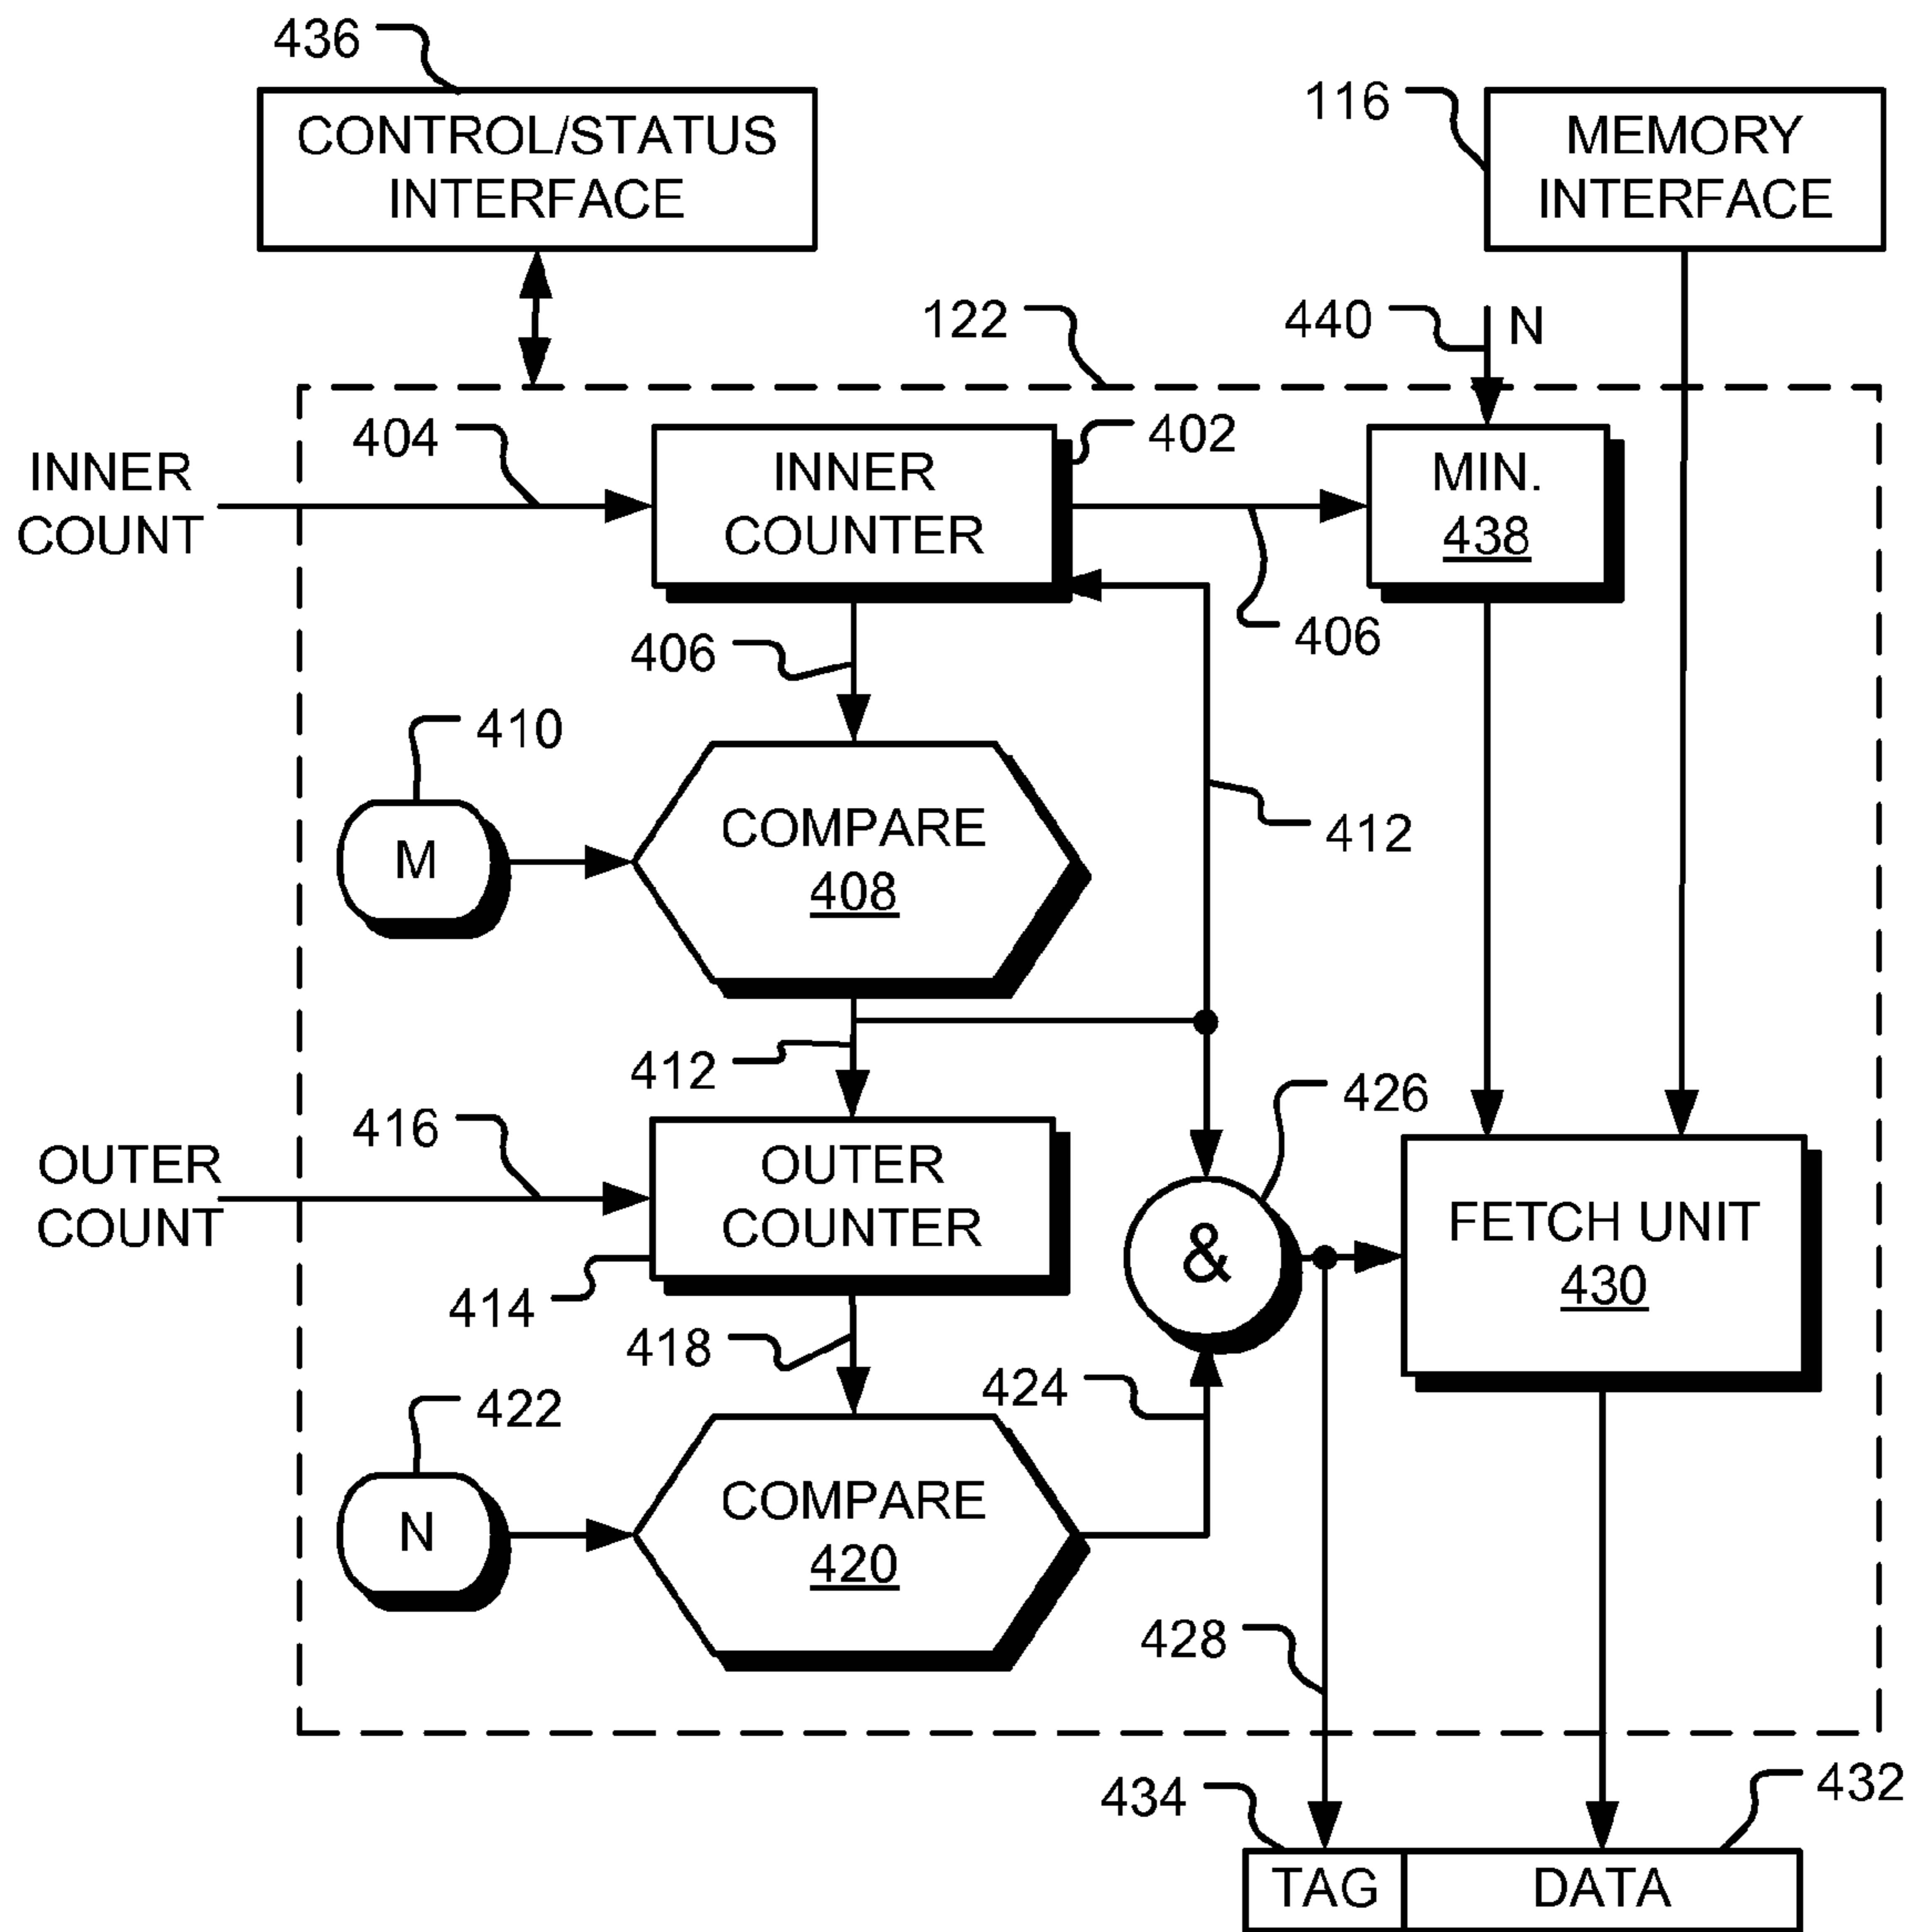 436
CONTROL/STATUS
INTERFACE
116
MEMORY
INTERFACE
122
440
N
404
402
INNER
COUNT
INNER
COUNTER
MIN.
438
406
406
410
M
COMPARE
408
412
412
416
426
OUTER
COUNT
OUTER
COUNTER
414
&
FETCH UNIT
430
418
424
422
N
COMPARE
420
428
434
432
TAG
DATA